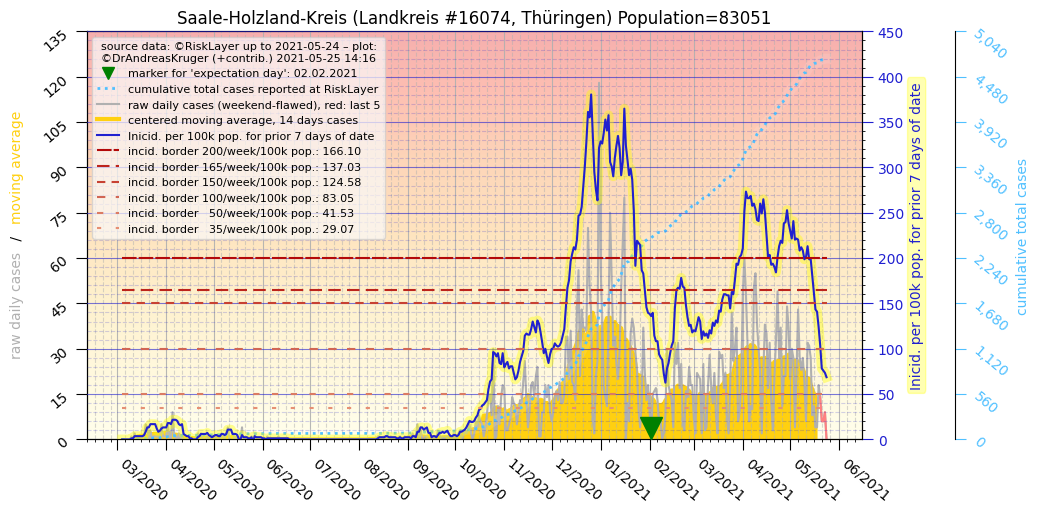 Saale-Holzland-Kreis (Landkreis #16074, Thüringen) Population=83051
source data: ©RiskLayer up to 2021-05-24 – plot:
©DrAndreasKruger (+contrib.) 2021-05-25 14:16
marker for 'expectation day': 02.02.2021
cumulative total cases reported at RiskLayer
raw daily cases (weekend-flawed), red: last 5
centered moving average, 14 days cases
Inicid. per 100k pop. for prior 7 days of date
incid. border 200/week/100k pop.: 166.10
incid. border 165/week/100k pop.: 137.03
incid. border 150/week/100k pop.: 124.58
incid. border 100/week/100k pop.: 83.05
incid. border   50/week/100k pop.: 41.53
incid. border   35/week/100k pop.: 29.07
raw daily cases  /  moving average
135
120
105
90
75
60
45
30
15
0
450
400
350
300
250
200
150
100
50
0
Inicid. per 100k pop. for prior 7 days of date
5,040
4,480
3,920
3,360
2,800
2,240
1,680
1,120
560
0
cumulative total cases
03/2020
04/2020
05/2020
06/2020
07/2020
08/2020
09/2020
10/2020
11/2020
12/2020
01/2021
02/2021
03/2021
04/2021
05/2021
06/2021